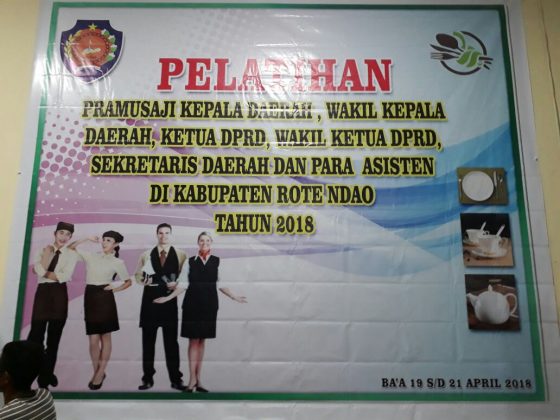 PELATIHAN
PRAMUSAJI KEPALA DAERAH , WAKIL KEPALA
DAERAH, KETUA DPRD, WAKIL KETUA DPRD,
SEKRETARIS DAERAH DAN PARA ASISTEN
DI KABUPATEN ROTE NDAO
TAHUN 2018
BA'A 19 S/D 21 APRIL 2018